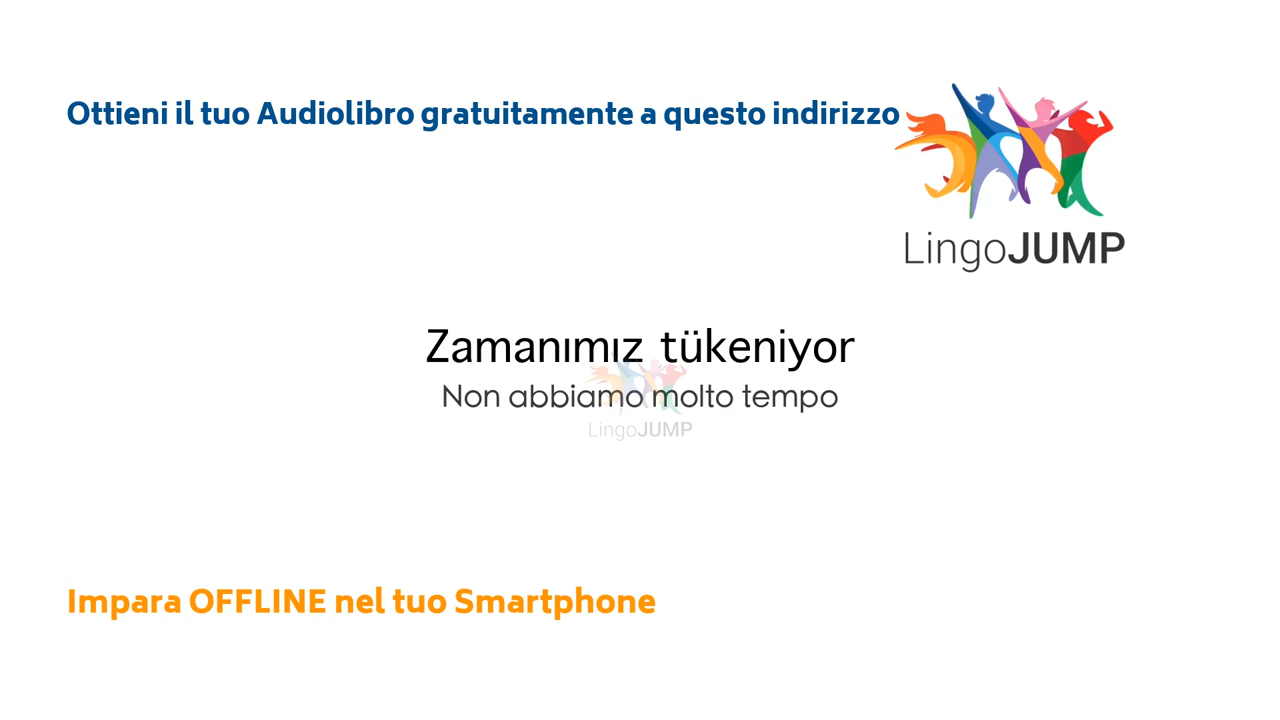 Ottieni il tuo Audiolibro gratuitamente a questo indirizzo
LingoJUMP
Zamanımız tükeniyor
Non abbiamo molto tempo
LingoJUMP
Impara OFFLINE nel tuo Smartphone